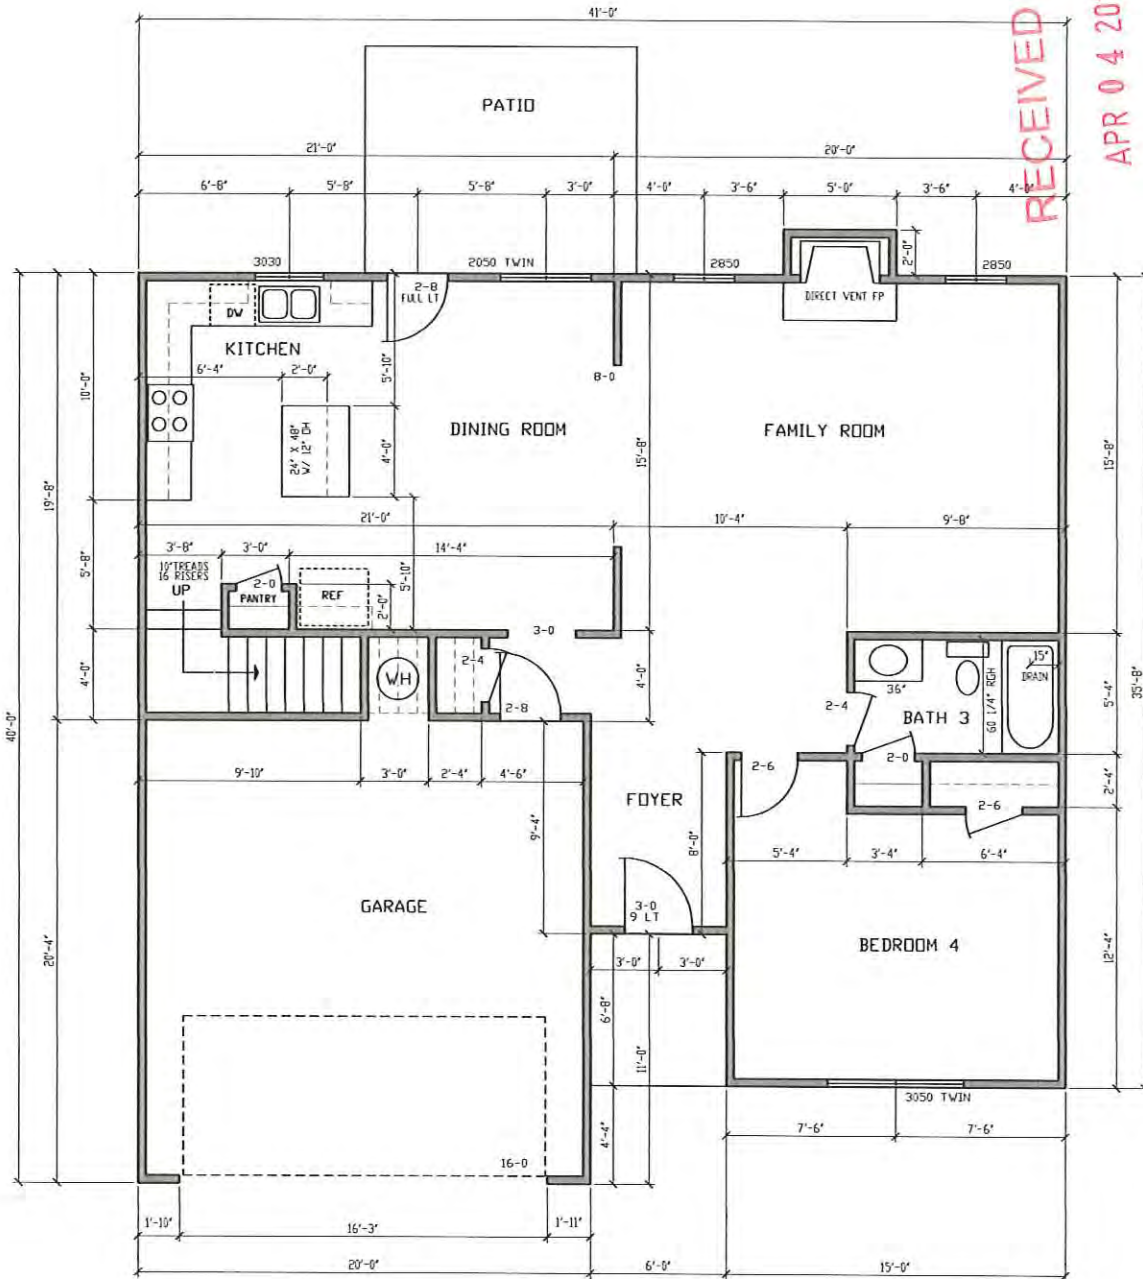 41'-0"
RECEIVED
APR 0 4 20
PATIO
21'-0"
20'-0"
6'-8"
5'-8"
5'-8"
3'-0"
4'-0"
3'-6"
5'-0"
3'-6"
4'-0"
2'-0"
3030
2050 TWIN
2850
2850
2-8
FULL LT
DIRECT VENT FP
DW
KITCHEN
6'-4"
2'-0"
5'-10"
8-0
10'-0"
24" X 48"
W/ 12" OH
4'-0"
DINING ROOM
15'-8"
FAMILY ROOM
15'-8"
19'-8"
21'-0"
10'-4"
9'-8"
5'-8"
3'-8"
3'-0"
14'-4"
5'-10"
10" TREADS
16 RISERS
UP
2-0
PANTRY
REF
2'-0"
3-0
4'-0"
WH
2-4
2-8
4'-0"
36"
2-4
BATH 3
60 1/4" RGH
15"
DRAIN
5'-4"
35'-8"
40'-0"
9'-10"
3'-0"
2'-4"
4'-6"
9'-4"
FOYER
8'-0"
2-6
2-0
2-6
2'-4"
5'-4"
3'-4"
6'-4"
GARAGE
3-0
9 LT
BEDROOM 4
20'-4"
3'-0"
3'-0"
6'-8"
11'-0"
12'-4"
3050 TWIN
4'-4"
7'-6"
7'-6"
16-0
1'-10"
16'-3"
1'-11"
20'-0"
6'-0"
15'-0"